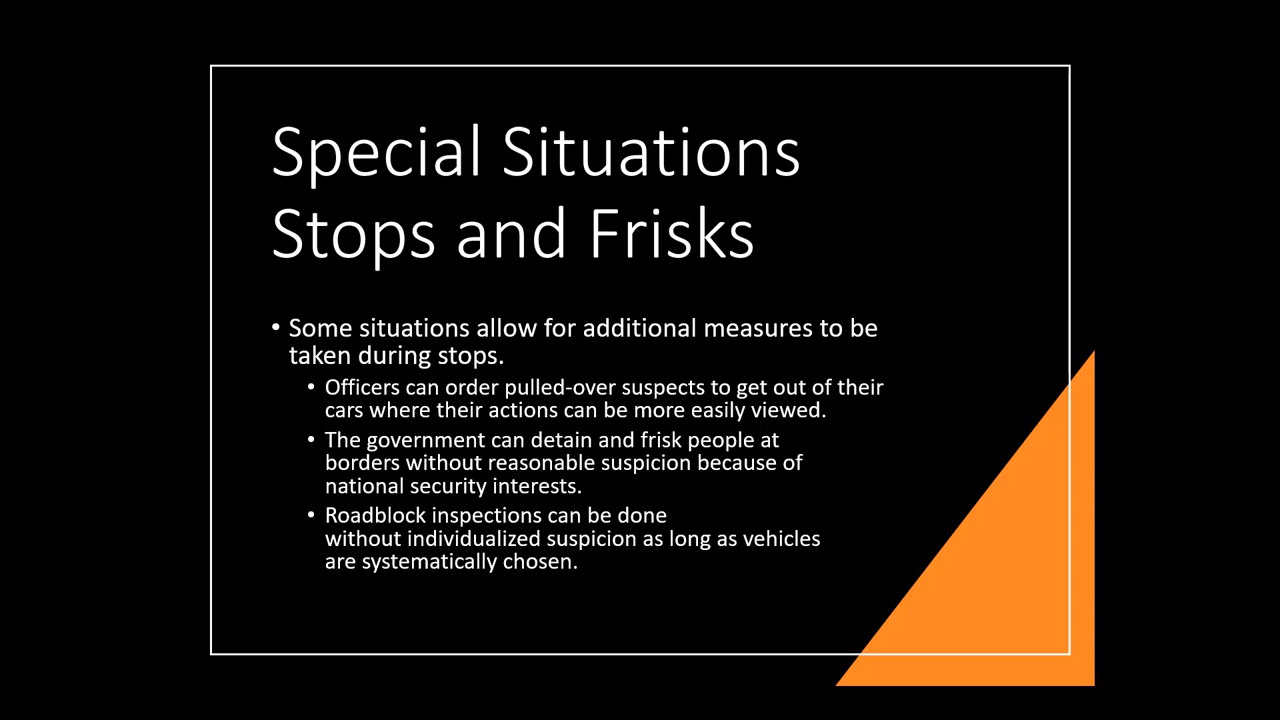 Special Situations
Stops and Frisks
• Some situations allow for additional measures to be
taken during stops.
• Officers can order pulled-over suspects to get out of their
cars where their actions can be more easily viewed.
• The government can detain and frisk people at
borders without reasonable suspicion because of
national security interests.
• Roadblock inspections can be done
without individualized suspicion as long as vehicles
are systematically chosen.